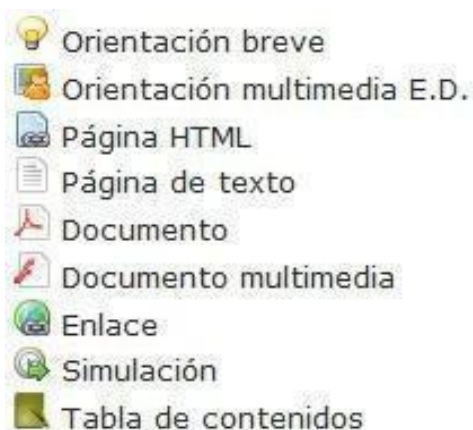 Orientación breve
Orientación multimedia E.D.
Página HTML
Página de texto
Documento
Documento multimedia
Enlace
Simulación
Tabla de contenidos